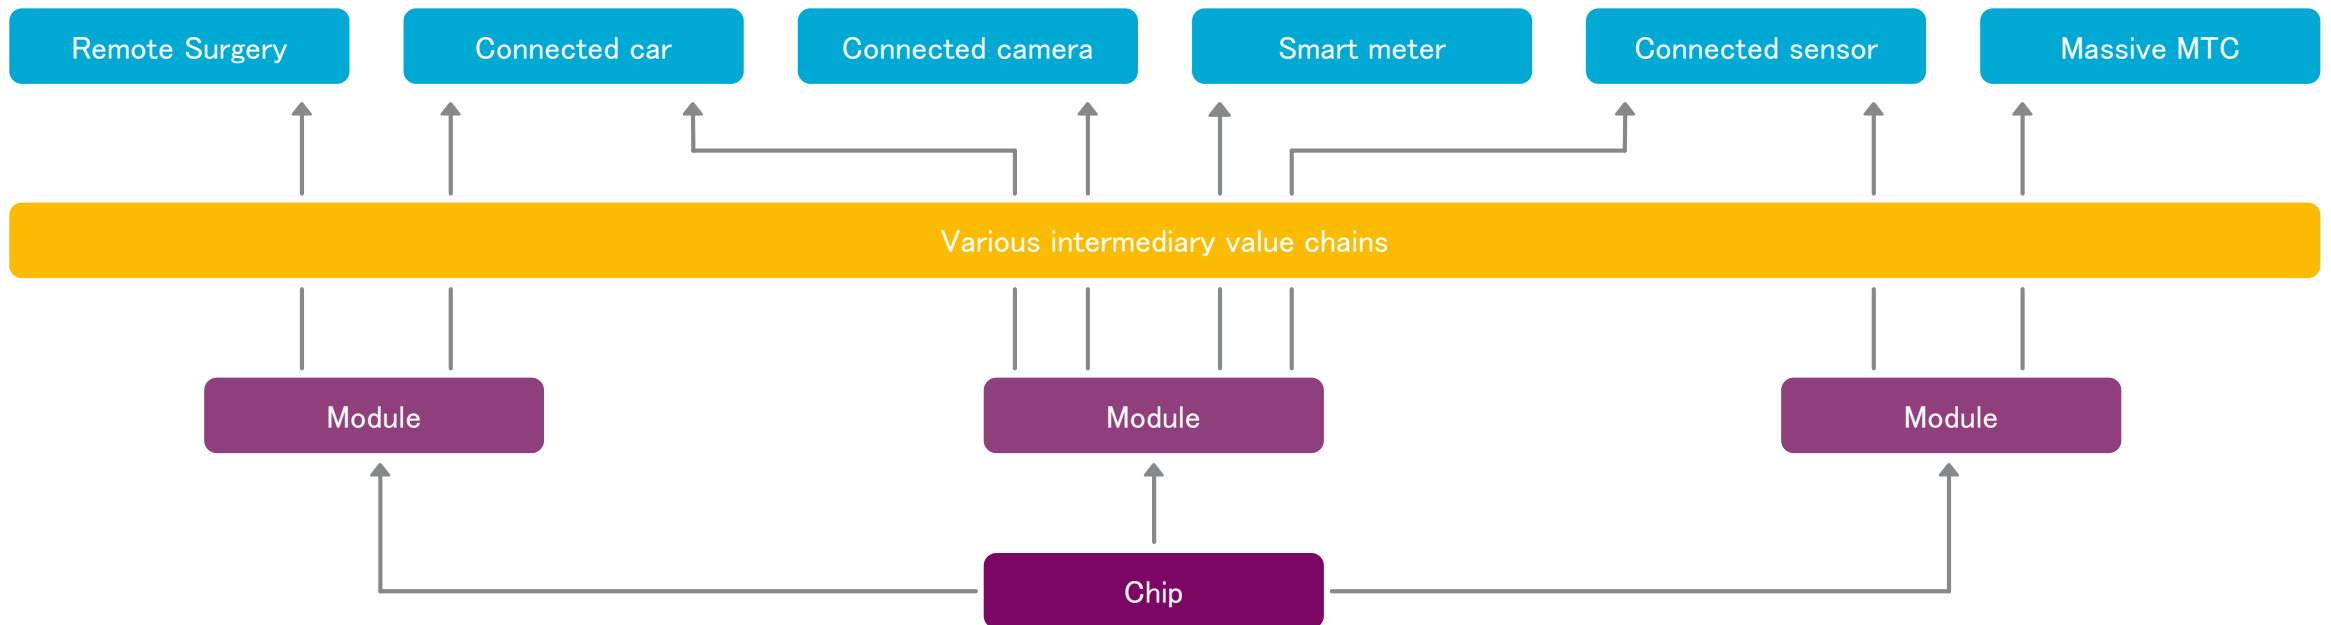 Remote Surgery
Connected car
Connected camera
Smart meter
Connected sensor
Massive MTC
Various intermediary value chains
Module
Module
Module
Chip